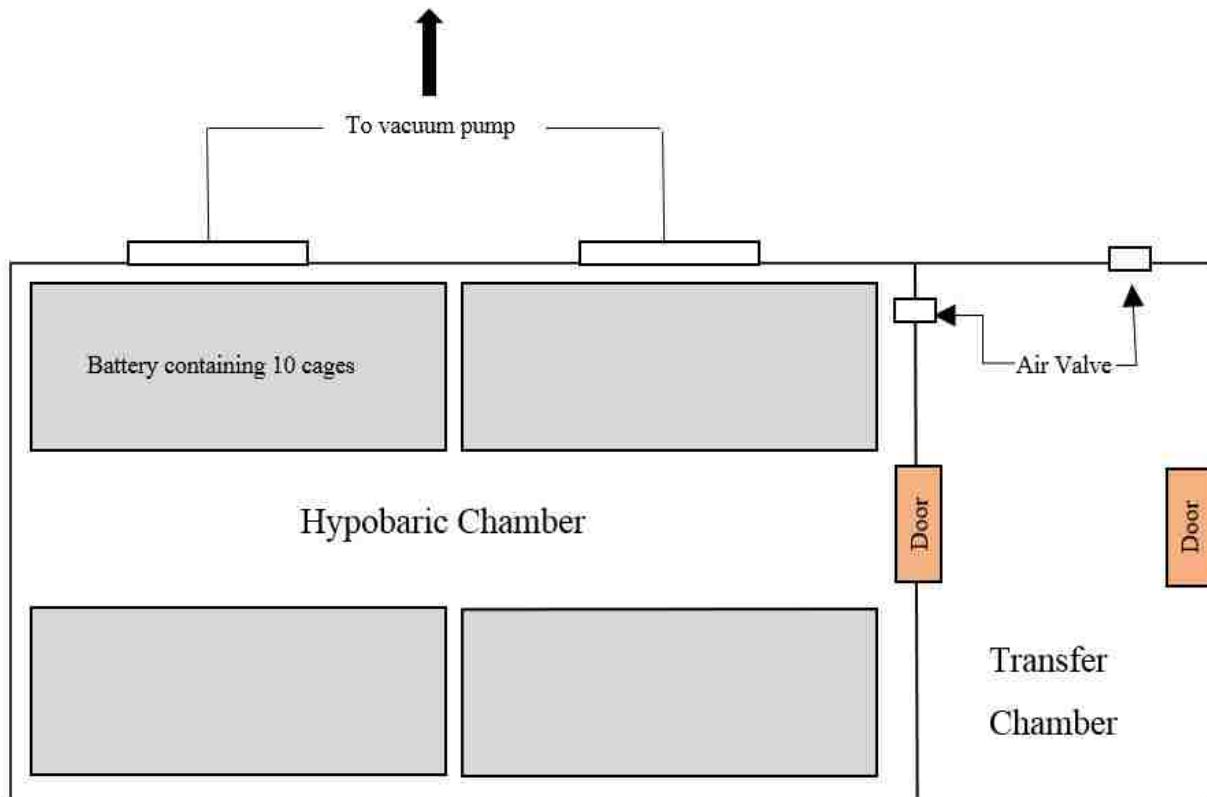 To vacuum pump
Battery containing 10 cages
Air Valve
Hypobaric Chamber
Door
Door
Transfer
Chamber